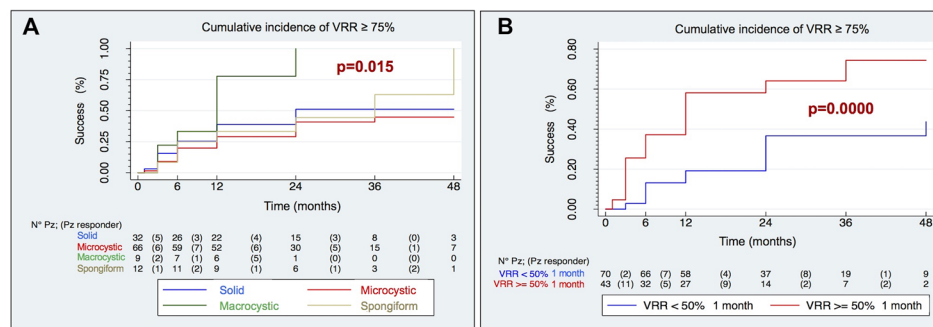 A
Cumulative incidence of VRR ≥ 75%
p=0.015
Success (%)
1.00
0.75
0.50
0.25
0.00
0 6 12 24 36 48
Time (months)
N° Pz; (Pz responder)
Solid 32 (5) 26 (3) 22 (4) 15 (3) 8 (0) 3
Microcystic 66 (6) 59 (7) 52 (6) 30 (5) 15 (1) 7
Macrocystic 9 (2) 7 (1) 6 (5) 1 (0) 0 (0) 0
Spongiform 12 (1) 11 (2) 9 (1) 6 (1) 3 (2) 1
Solid Microcystic
Macrocystic Spongiform
B
Cumulative incidence of VRR ≥ 75%
p=0.0000
Success (%)
0.80
0.60
0.40
0.20
0.00
0 6 12 24 36 48
Time (months)
N° Pz; (Pz responder)
VRR < 50% 1 month 70 (2) 66 (7) 58 (4) 37 (8) 19 (1) 9
VRR >= 50% 1 month 43 (11) 32 (5) 27 (9) 14 (2) 7 (2) 2
VRR < 50% 1 month VRR >= 50% 1 month